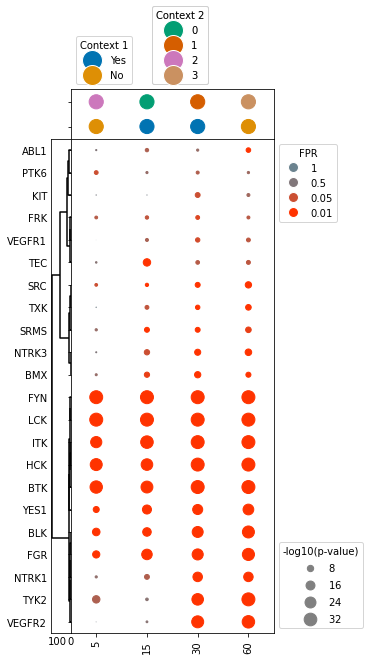 Context 2
0
1
2
3
Context 1
Yes
No
ABL1
PTK6
KIT
FRK
VEGFR1
TEC
SRC
TXK
SRMS
NTRK3
BMX
FYN
LCK
ITK
HCK
BTK
YES1
BLK
FGR
NTRK1
TYK2
VEGFR2
FPR
1
0.5
0.05
0.01
-log10(p-value)
8
16
24
32
100 0
5
15
30
60